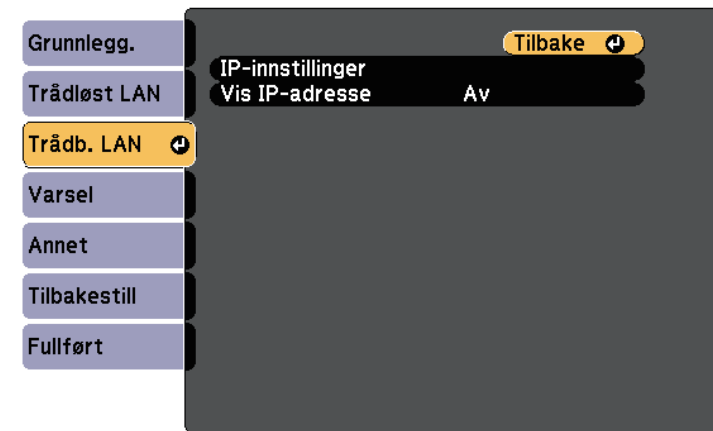 Grunnlegg.
Trådløst LAN
Trådb. LAN
Varsel
Annet
Tilbakestill
Fullført
Tilbake
IP-innstillinger
Vis IP-adresse Av